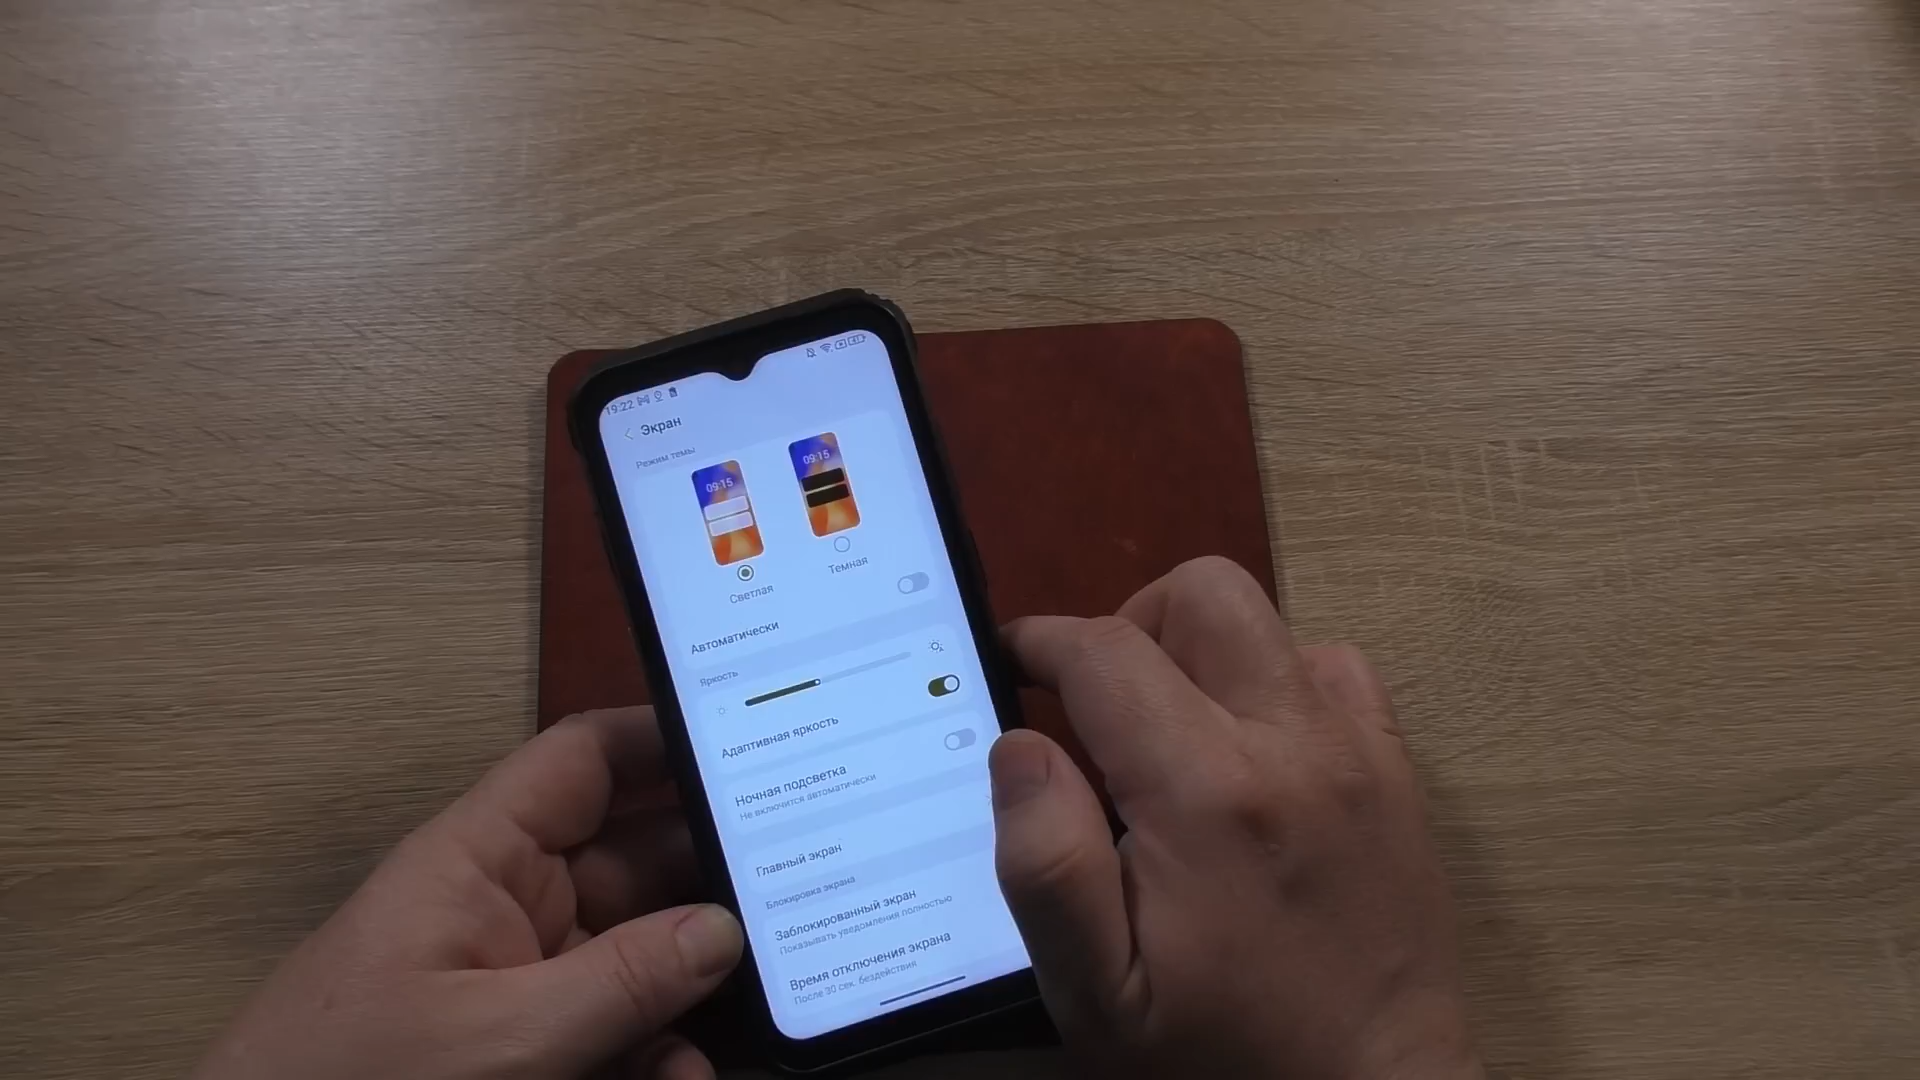 19:22
Экран
Режим темы
09:15
09:15
Светлая
Темная
Автоматически
Яркость
Адаптивная яркость
Ночная подсветка
Не включится автоматически
Главный экран
Блокировка экрана
Заблокированный экран
Показывать уведомления полностью
Время отключения экрана
После 30 сек. бездействия